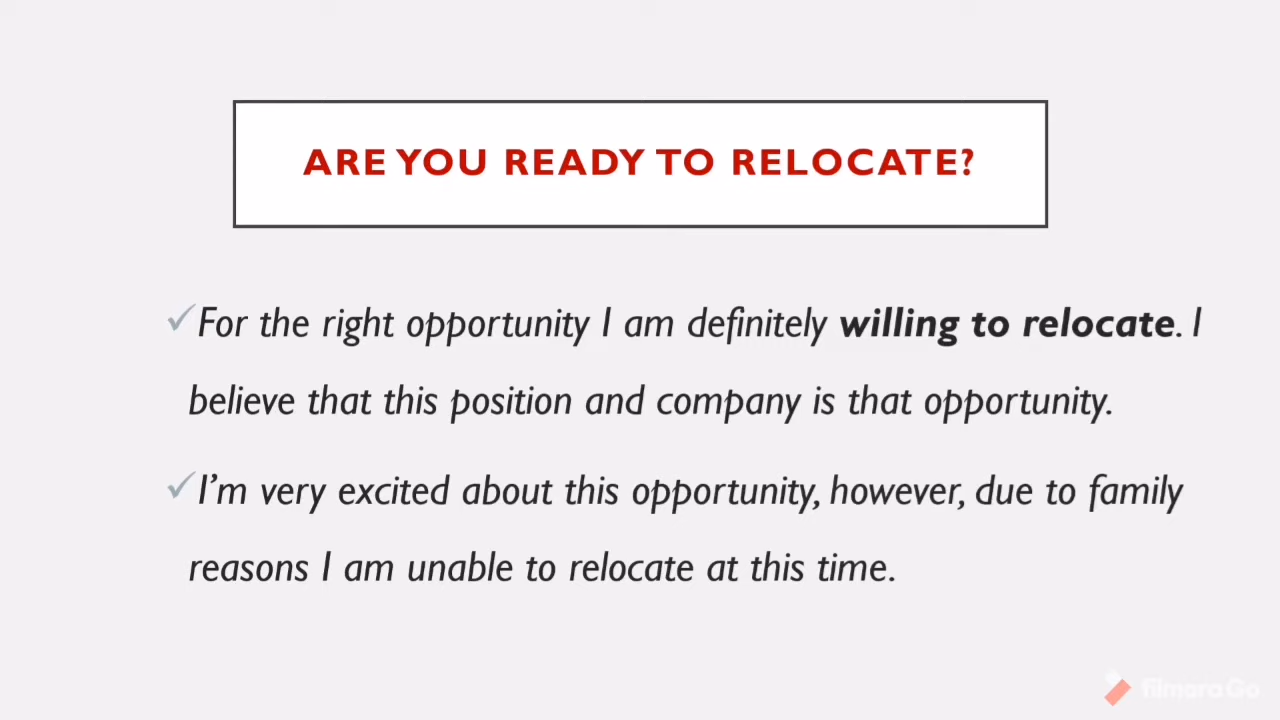 ARE YOU READY TO RELOCATE?
✓For the right opportunity I am definitely willing to relocate. I
believe that this position and company is that opportunity.
✓I'm very excited about this opportunity, however, due to family
reasons I am unable to relocate at this time.
filmora Go